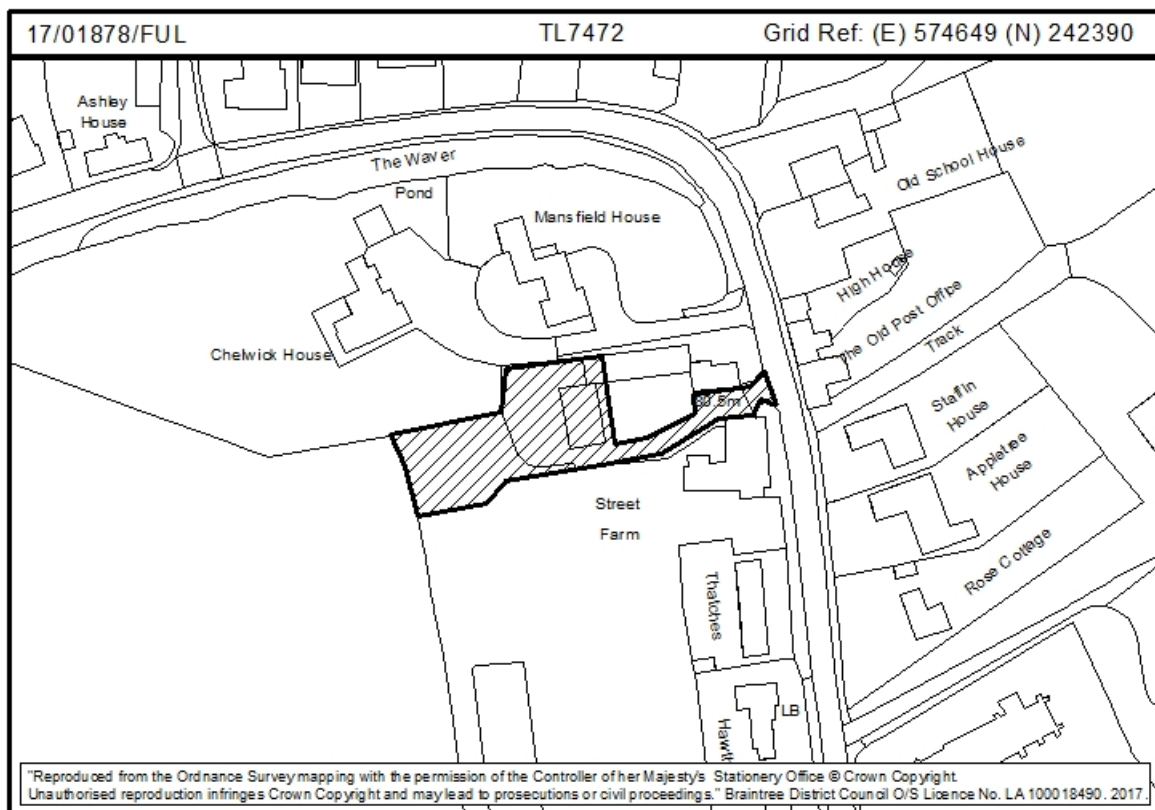 17/01878/FUL TL7472 Grid Ref: (E) 574649 (N) 242390
Ashley
House
The Waver
Pond
Mansfield House
Old School House
High House
The Old Post Office
Track
Chelwick House
80.5m
Staffin
House
Appletree
House
Street
Farm
Rose Cottage
Thatches
LB
Hawth
"Reproduced from the Ordnance Survey mapping with the permission of the Controller of her Majesty's Stationery Office © Crown Copyright.
Unauthorised reproduction infringes Crown Copyright and may lead to prosecutions or civil proceedings." Braintree District Council O/S Licence No. LA 100018490. 2017.